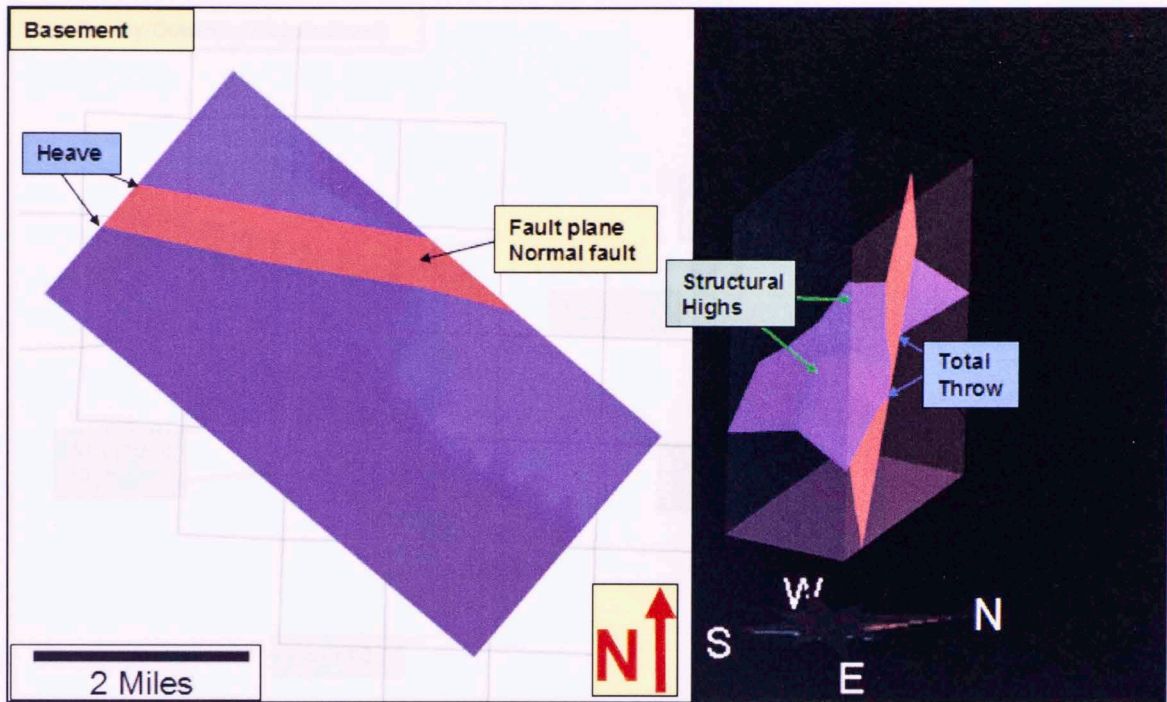 Basement
Heave
Fault plane
Normal fault
2 Miles
N
Structural
Highs
Total
Throw
W
S
N
E